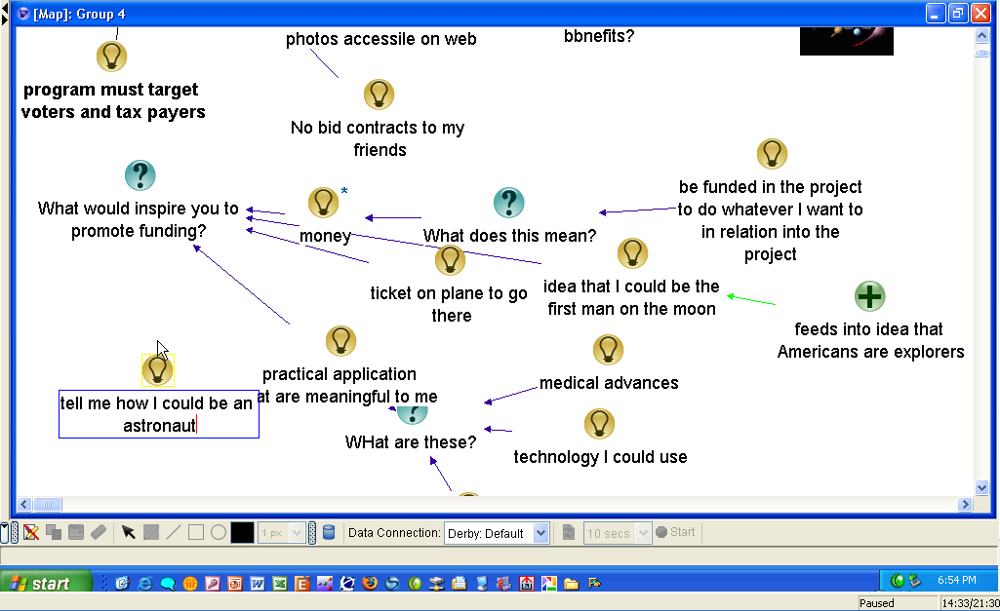 [Map]: Group 4
photos accessile on web
bbnefits?
program must target
voters and tax payers
No bid contracts to my
friends
be funded in the project
to do whatever I want to
in relation into the
project
What would inspire you to
promote funding?
*
money
What does this mean?
ticket on plane to go
there
idea that I could be the
first man on the moon
feeds into idea that
Americans are explorers
practical application
at are meaningful to me
medical advances
tell me how I could be an
astronaut
WHat are these?
technology I could use
1 px
Data Connection:
Derby: Default
10 secs
Start
start
6:54 PM
Paused
14:33/21:30